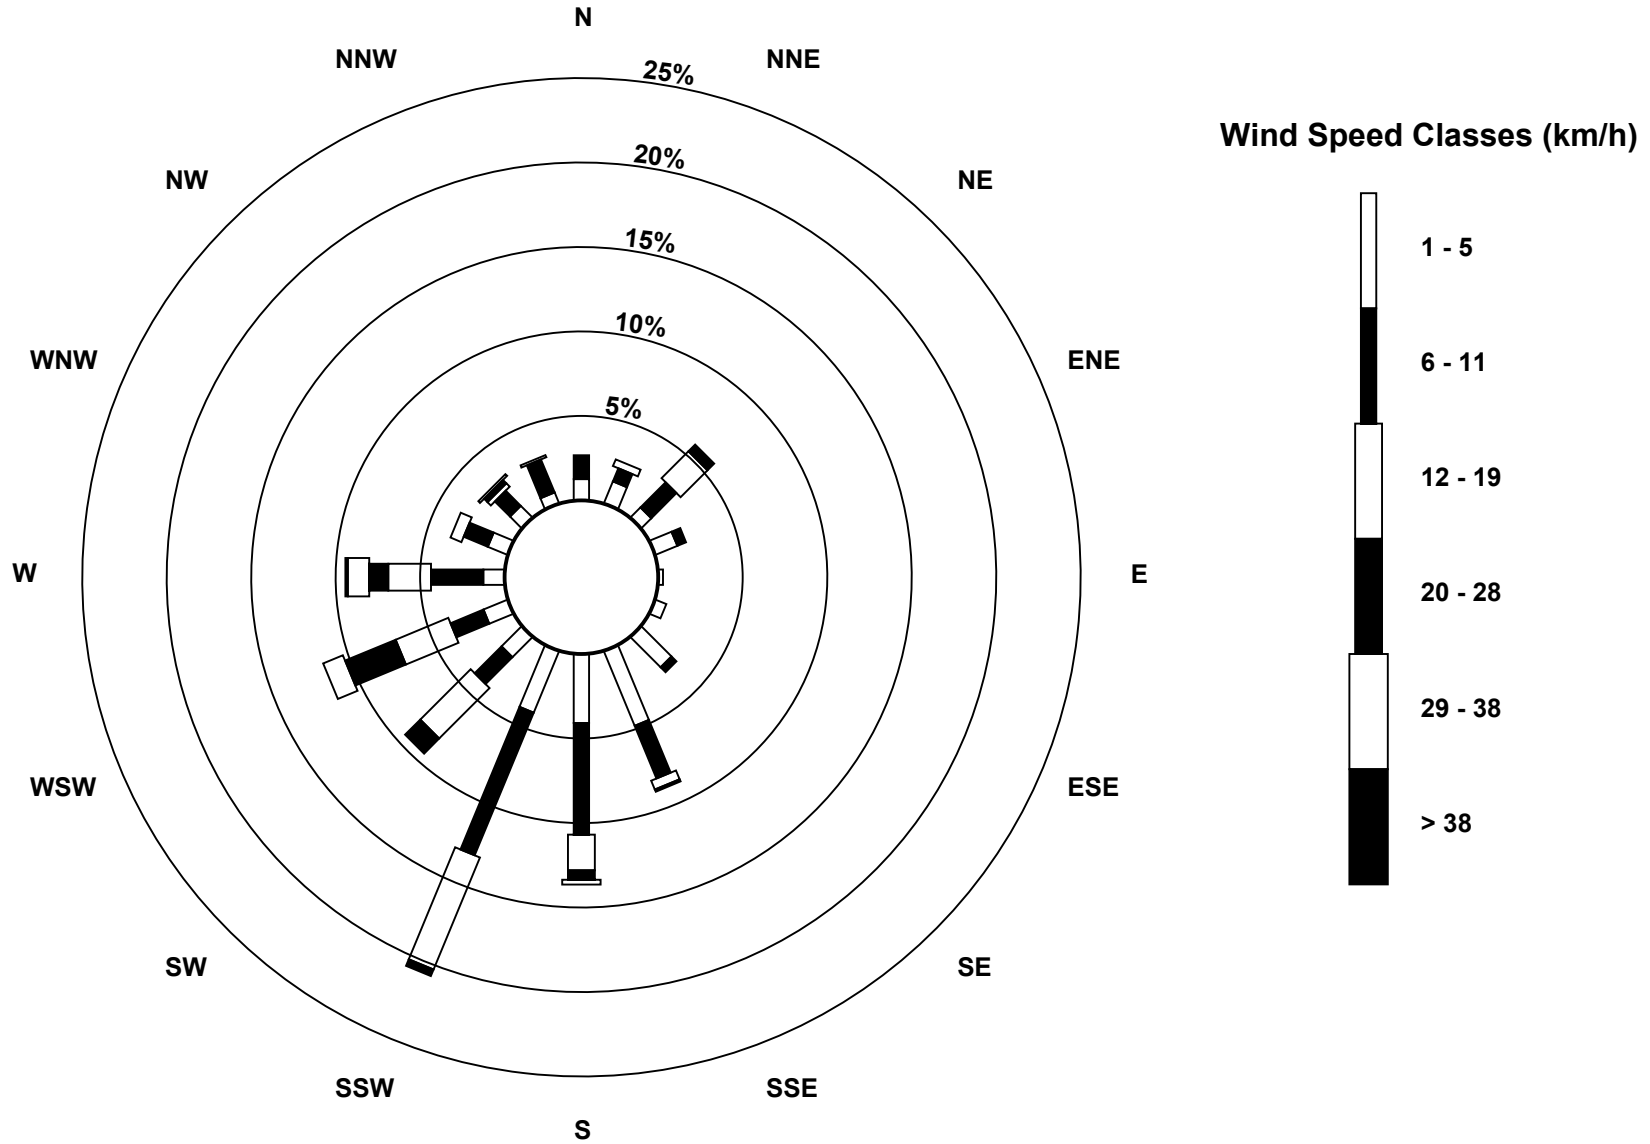 N
NNW
NNE
25%
Wind Speed Classes (km/h)
20%
NW
NE
15%
1 - 5
10%
WNW
ENE
6 - 11
5%
12 - 19
W
E
20 - 28
29 - 38
WSW
ESE
> 38
SW
SE
SSW
SSE
S